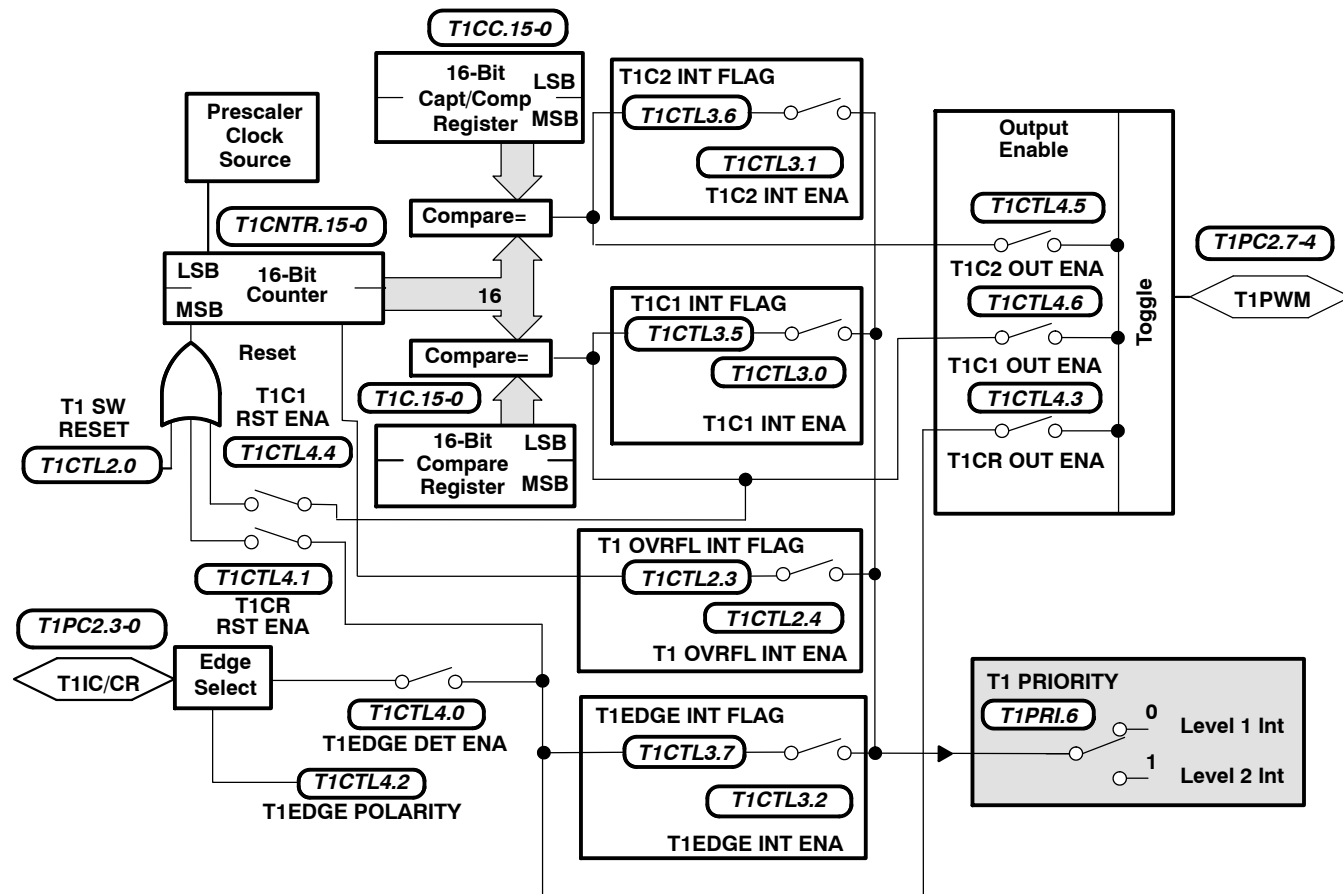 T1CC.15-0
16-Bit
Capt/Comp
Register
LSB
MSB
Prescaler
Clock
Source
T1C2 INT FLAG
T1CTL3.6
T1CTL3.1
T1C2 INT ENA
Output
Enable
T1CNTR.15-0
Compare=
T1CTL4.5
T1C2 OUT ENA
T1PC2.7-4
LSB
MSB
16-Bit
Counter
16
T1C1 INT FLAG
T1CTL3.5
T1CTL3.0
T1C1 INT ENA
T1CTL4.6
T1C1 OUT ENA
Toggle
T1PWM
Reset
Compare=
T1CTL4.3
T1CR OUT ENA
T1C.15-0
T1C1
RST ENA
T1CTL4.4
T1 SW
RESET
T1CTL2.0
16-Bit
Compare
Register
LSB
MSB
T1 OVRFL INT FLAG
T1CTL2.3
T1CTL2.4
T1 OVRFL INT ENA
T1CTL4.1
T1CR
RST ENA
T1PC2.3-0
T1IC/CR
Edge
Select
T1CTL4.0
T1EDGE DET ENA
T1CTL4.2
T1EDGE POLARITY
T1EDGE INT FLAG
T1CTL3.7
T1CTL3.2
T1EDGE INT ENA
T1 PRIORITY
T1PRI.6
0
Level 1 Int
1
Level 2 Int